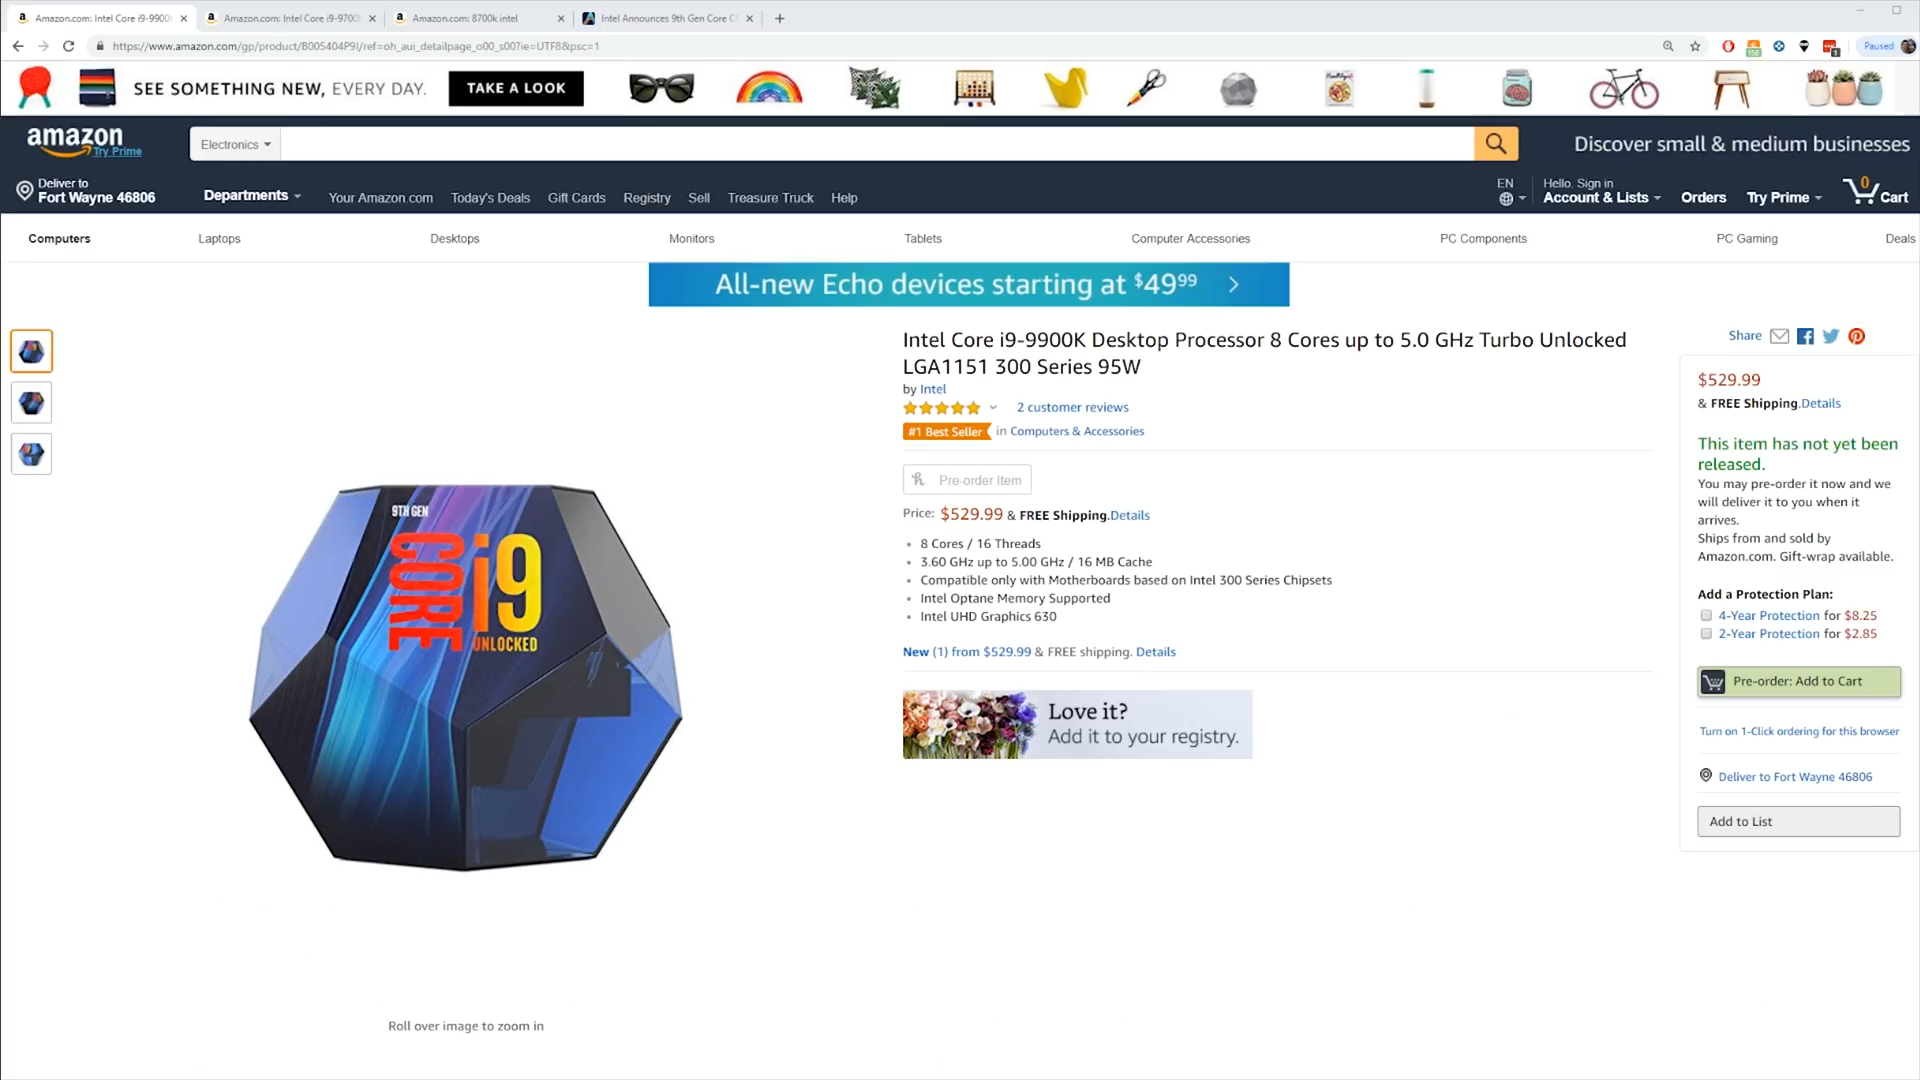 Amazon.com: Intel Core i9-9900
Amazon.com: Intel Core i9-9700
Amazon.com: 8700k intel
Intel Announces 9th Gen Core C
https://www.amazon.com/gp/product/B005404P9I/ref=oh_aui_detailpage_o00_s00?ie=UTF8&psc=1
Paused
SEE SOMETHING NEW, EVERY DAY.
TAKE A LOOK
amazon
Try Prime
Electronics
Discover small & medium businesses
Deliver to
Fort Wayne 46806
Departments
Your Amazon.com
Today's Deals
Gift Cards
Registry
Sell
Treasure Truck
Help
EN
Hello. Sign in
Account & Lists
Orders
Try Prime
0
Cart
Computers
Laptops
Desktops
Monitors
Tablets
Computer Accessories
PC Components
PC Gaming
Deals
All-new Echo devices starting at $49⁹⁹
Intel Core i9-9900K Desktop Processor 8 Cores up to 5.0 GHz Turbo Unlocked
LGA1151 300 Series 95W
by Intel
2 customer reviews
#1 Best Seller in Computers & Accessories
Pre-order Item
Price: $529.99 & FREE Shipping.Details
8 Cores / 16 Threads
3.60 GHz up to 5.00 GHz / 16 MB Cache
Compatible only with Motherboards based on Intel 300 Series Chipsets
Intel Optane Memory Supported
Intel UHD Graphics 630
New (1) from $529.99 & FREE shipping. Details
Love it?
Add it to your registry.
9TH GEN
CORE
i9
UNLOCKED
Roll over image to zoom in
Share
$529.99
& FREE Shipping.Details
This item has not yet been
released.
You may pre-order it now and we
will deliver it to you when it
arrives.
Ships from and sold by
Amazon.com. Gift-wrap available.
Add a Protection Plan:
4-Year Protection for $8.25
2-Year Protection for $2.85
Pre-order: Add to Cart
Turn on 1-Click ordering for this browser
Deliver to Fort Wayne 46806
Add to List